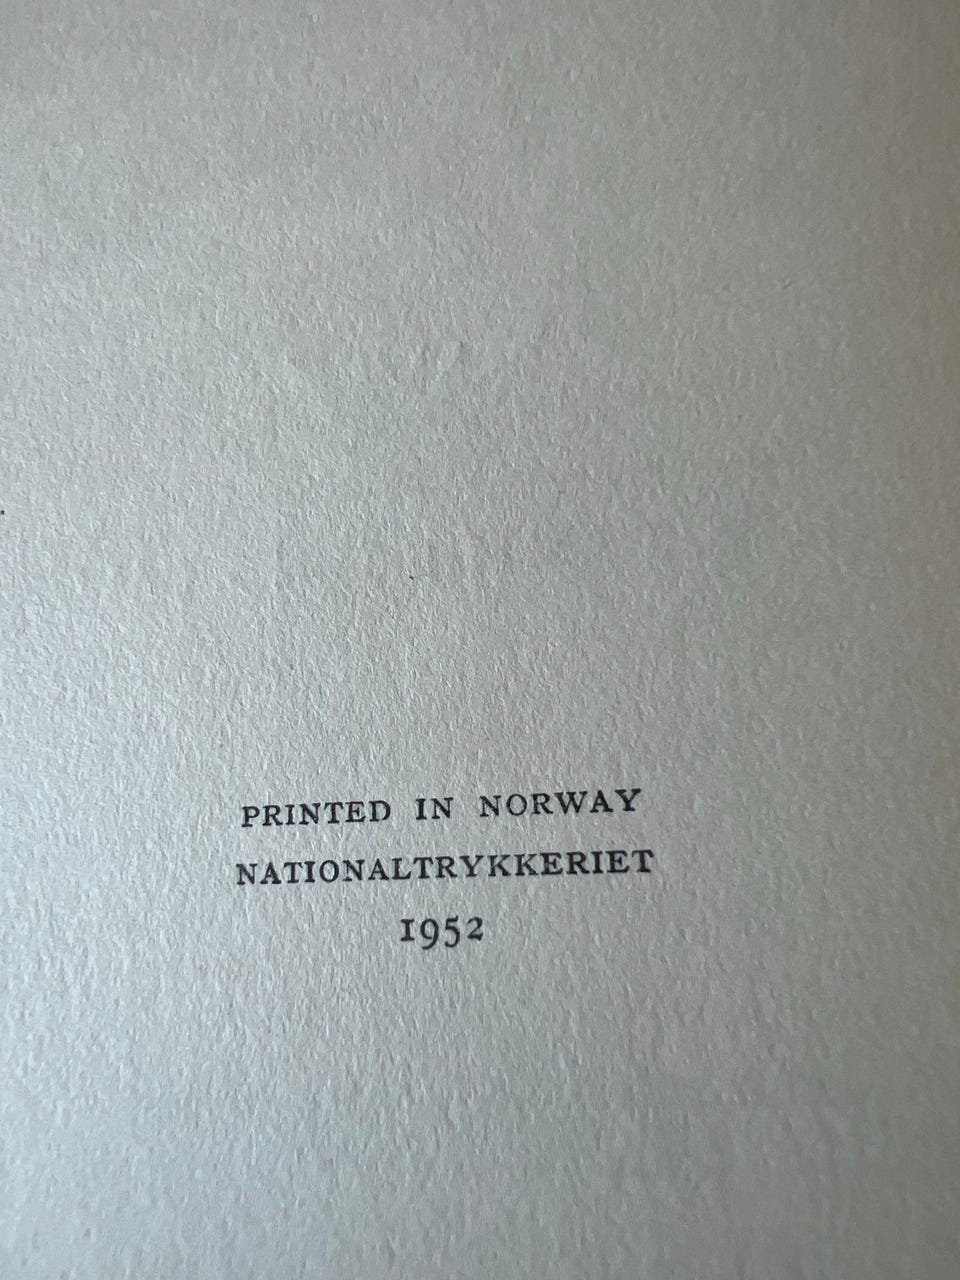 PRINTED IN NORWAY
NATIONALTRYKKERIET
1952